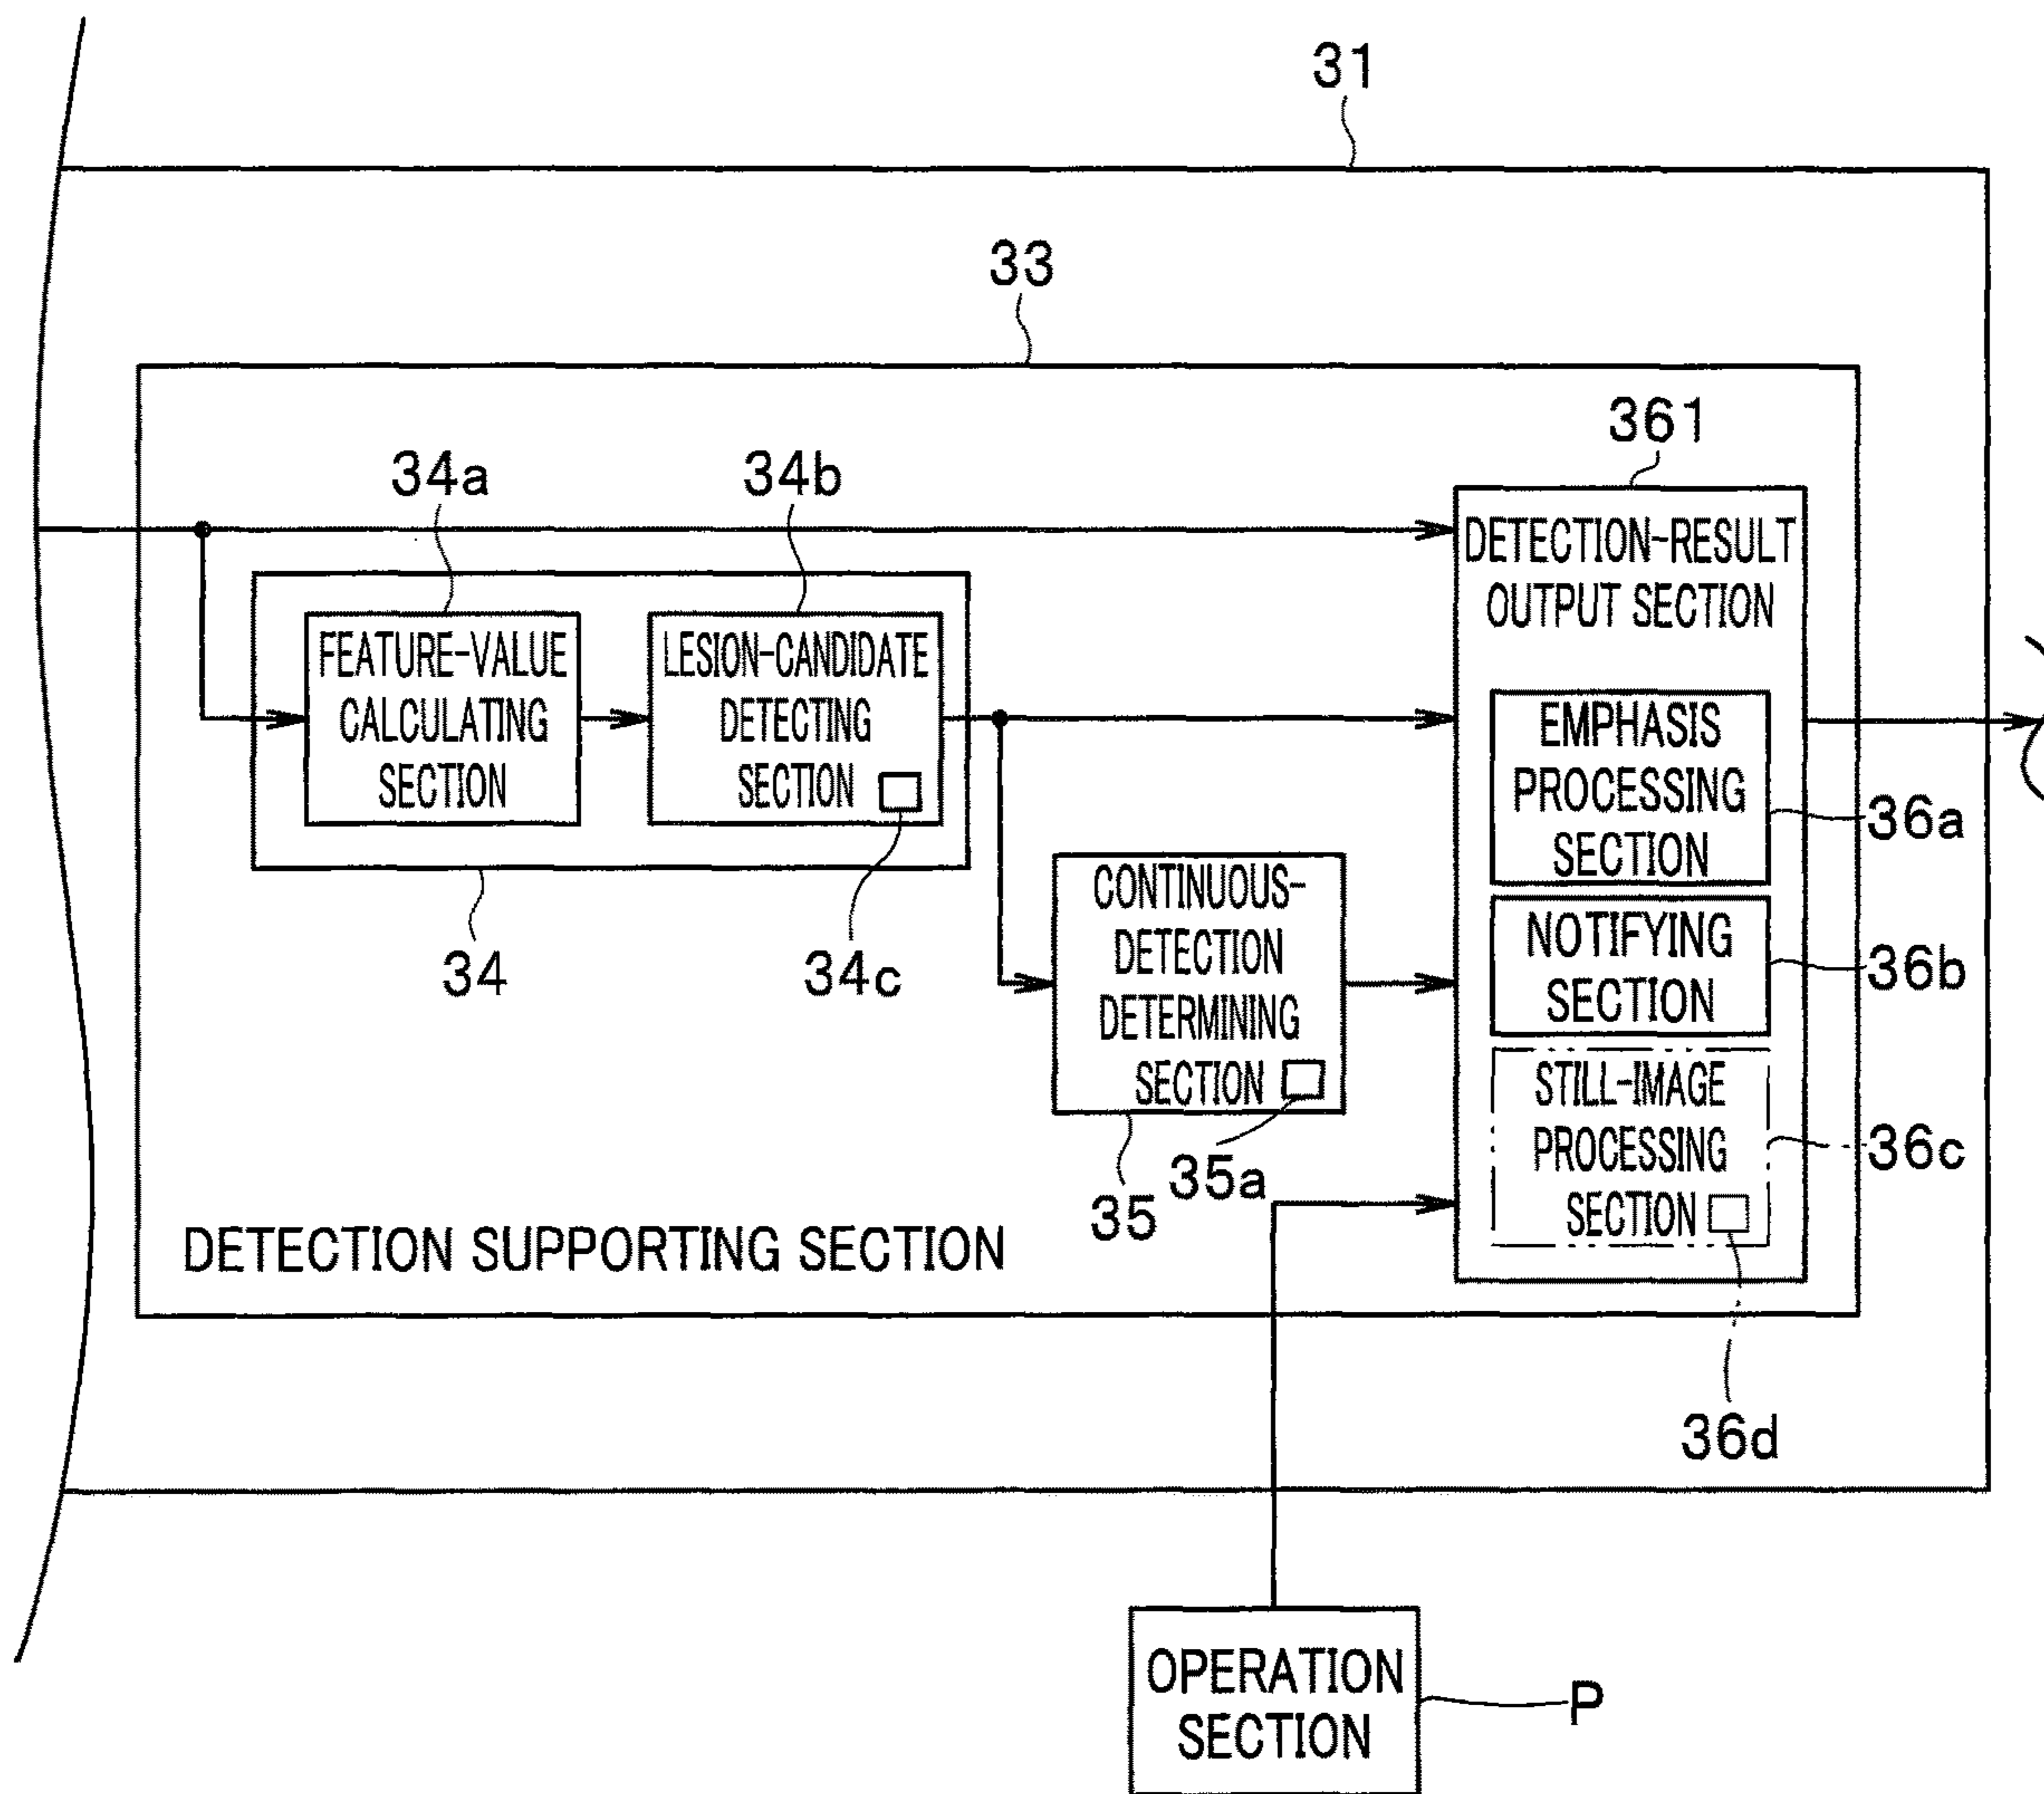 31
33
361
34a
34b
DETECTION-RESULT
OUTPUT SECTION
FEATURE-VALUE
CALCULATING
SECTION
LESION-CANDIDATE
DETECTING
SECTION
EMPHASIS
PROCESSING
SECTION
36a
34
34c
CONTINUOUS-
DETECTION
DETERMINING
SECTION
NOTIFYING
SECTION
36b
STILL-IMAGE
PROCESSING
SECTION
36c
35
35a
DETECTION SUPPORTING SECTION
36d
OPERATION
SECTION
P